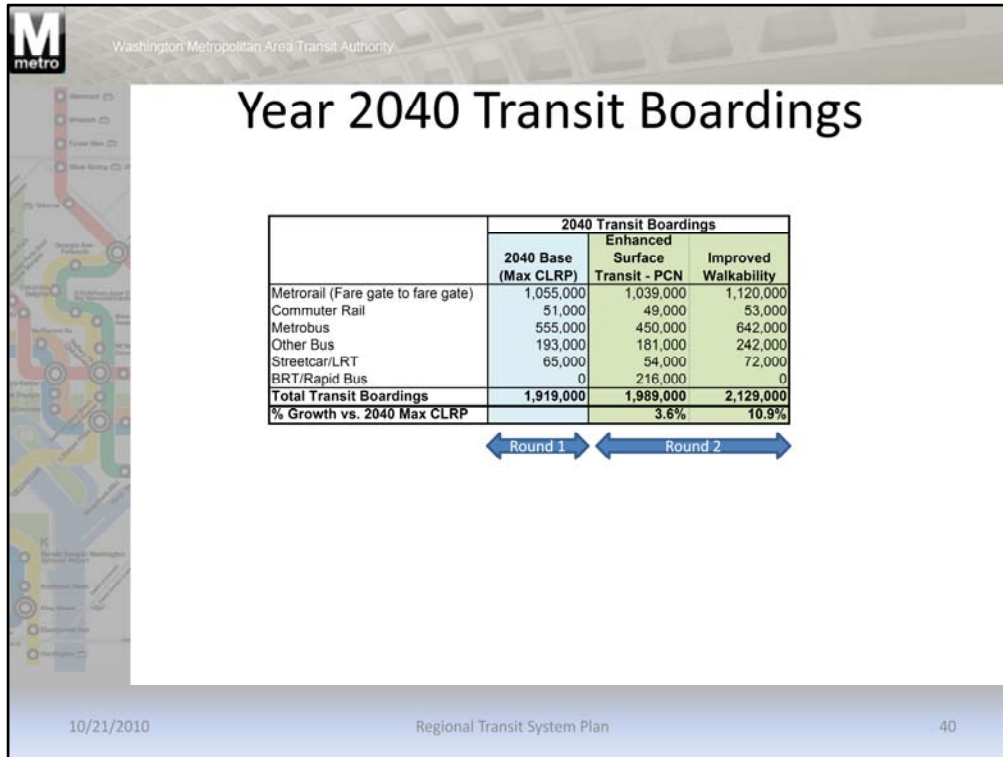 M
metro
Washington Metropolitan Area Transit Authority
Year 2040 Transit Boardings
2040 Transit Boardings
2040 Base (Max CLRP) Enhanced Surface Transit - PCN Improved Walkability
Metrorail (Fare gate to fare gate) 1,055,000 1,039,000 1,120,000
Commuter Rail 51,000 49,000 53,000
Metrobus 555,000 450,000 642,000
Other Bus 193,000 181,000 242,000
Streetcar/LRT 65,000 54,000 72,000
BRT/Rapid Bus 0 216,000 0
Total Transit Boardings 1,919,000 1,989,000 2,129,000
% Growth vs. 2040 Max CLRP 3.6% 10.9%
Round 1 Round 2
10/21/2010 Regional Transit System Plan 40